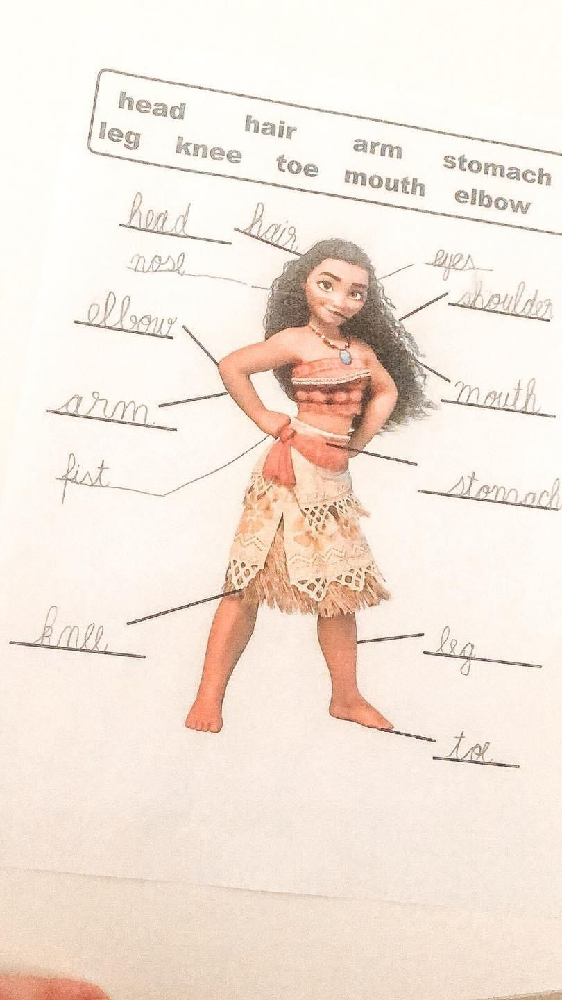 head hair arm stomach
leg knee toe mouth elbow
head hair
nose eyes
elbow shoulder
arm mouth
fist stomach
knee leg
toe